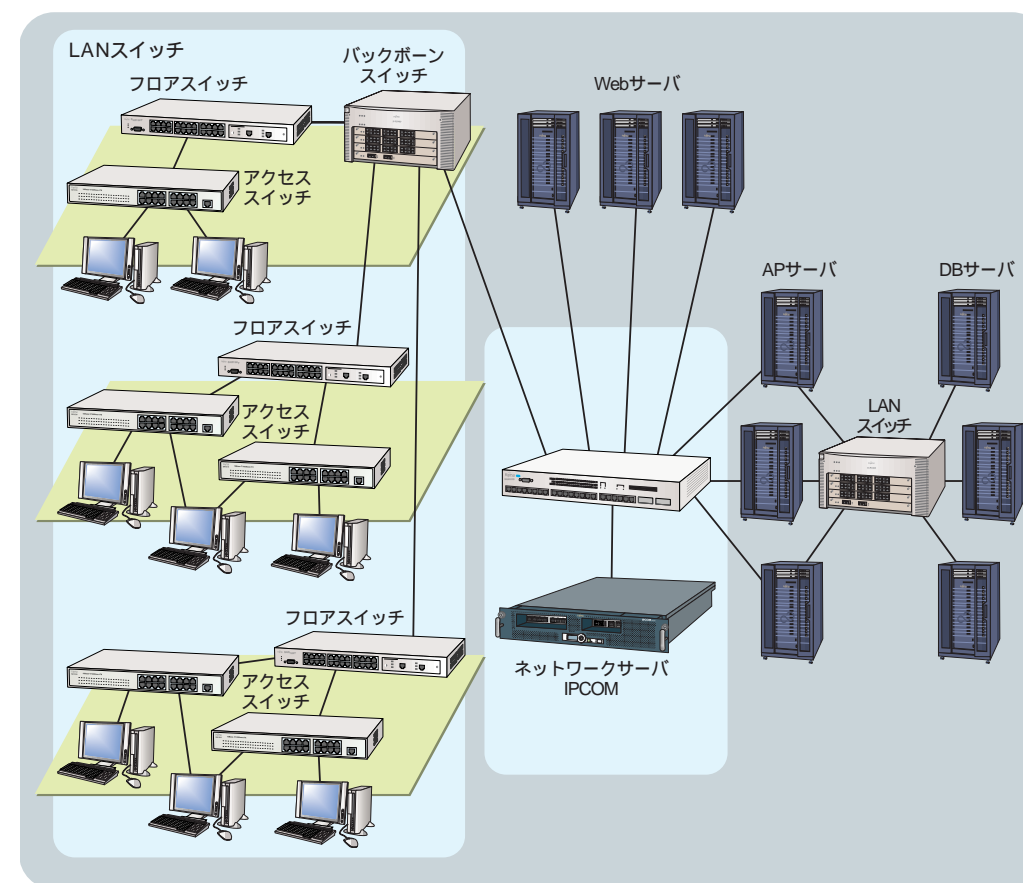 LANスイッチ
バックボーン
スイッチ
フロアスイッチ
Webサーバ
アクセス
スイッチ
APサーバ
DBサーバ
フロアスイッチ
アクセス
スイッチ
LAN
スイッチ
フロアスイッチ
アクセス
スイッチ
ネットワークサーバ
IPCOM